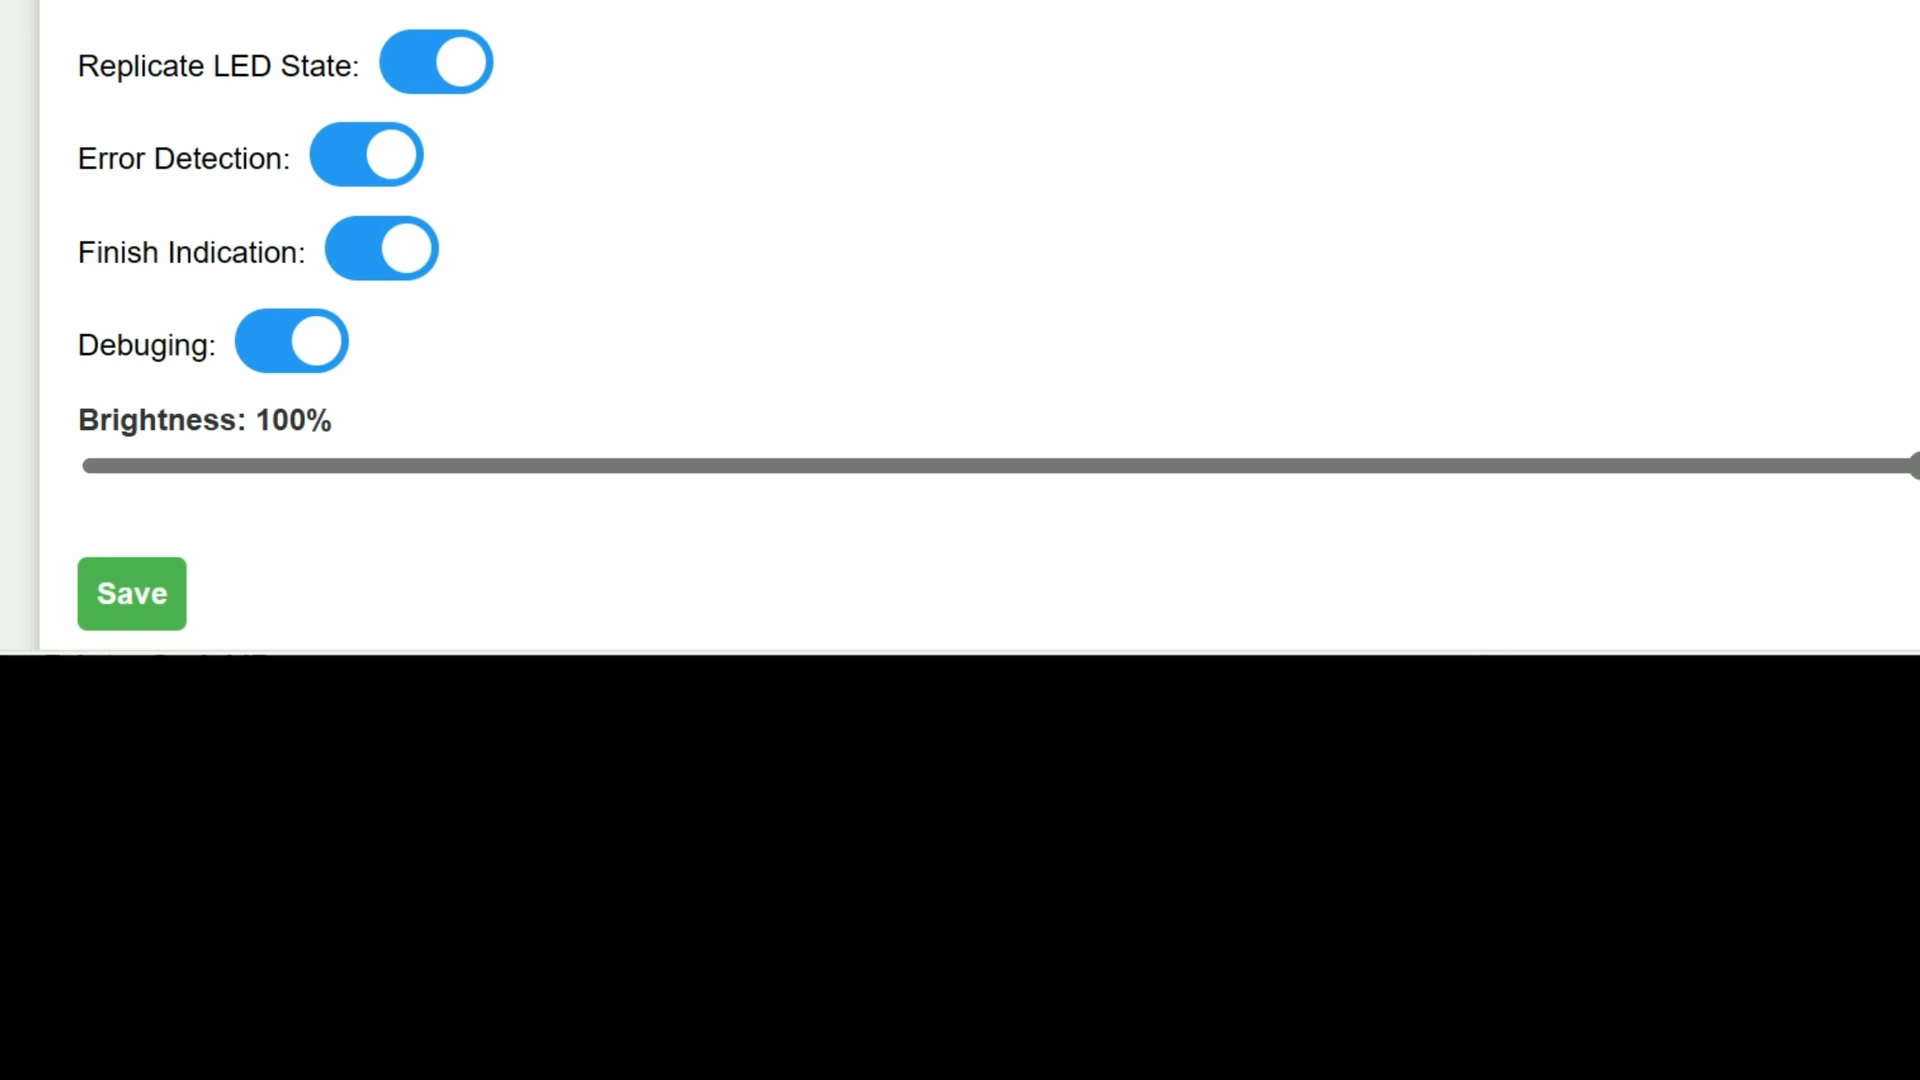 Replicate LED State:
Error Detection:
Finish Indication:
Debuging:
Brightness: 100%
Save